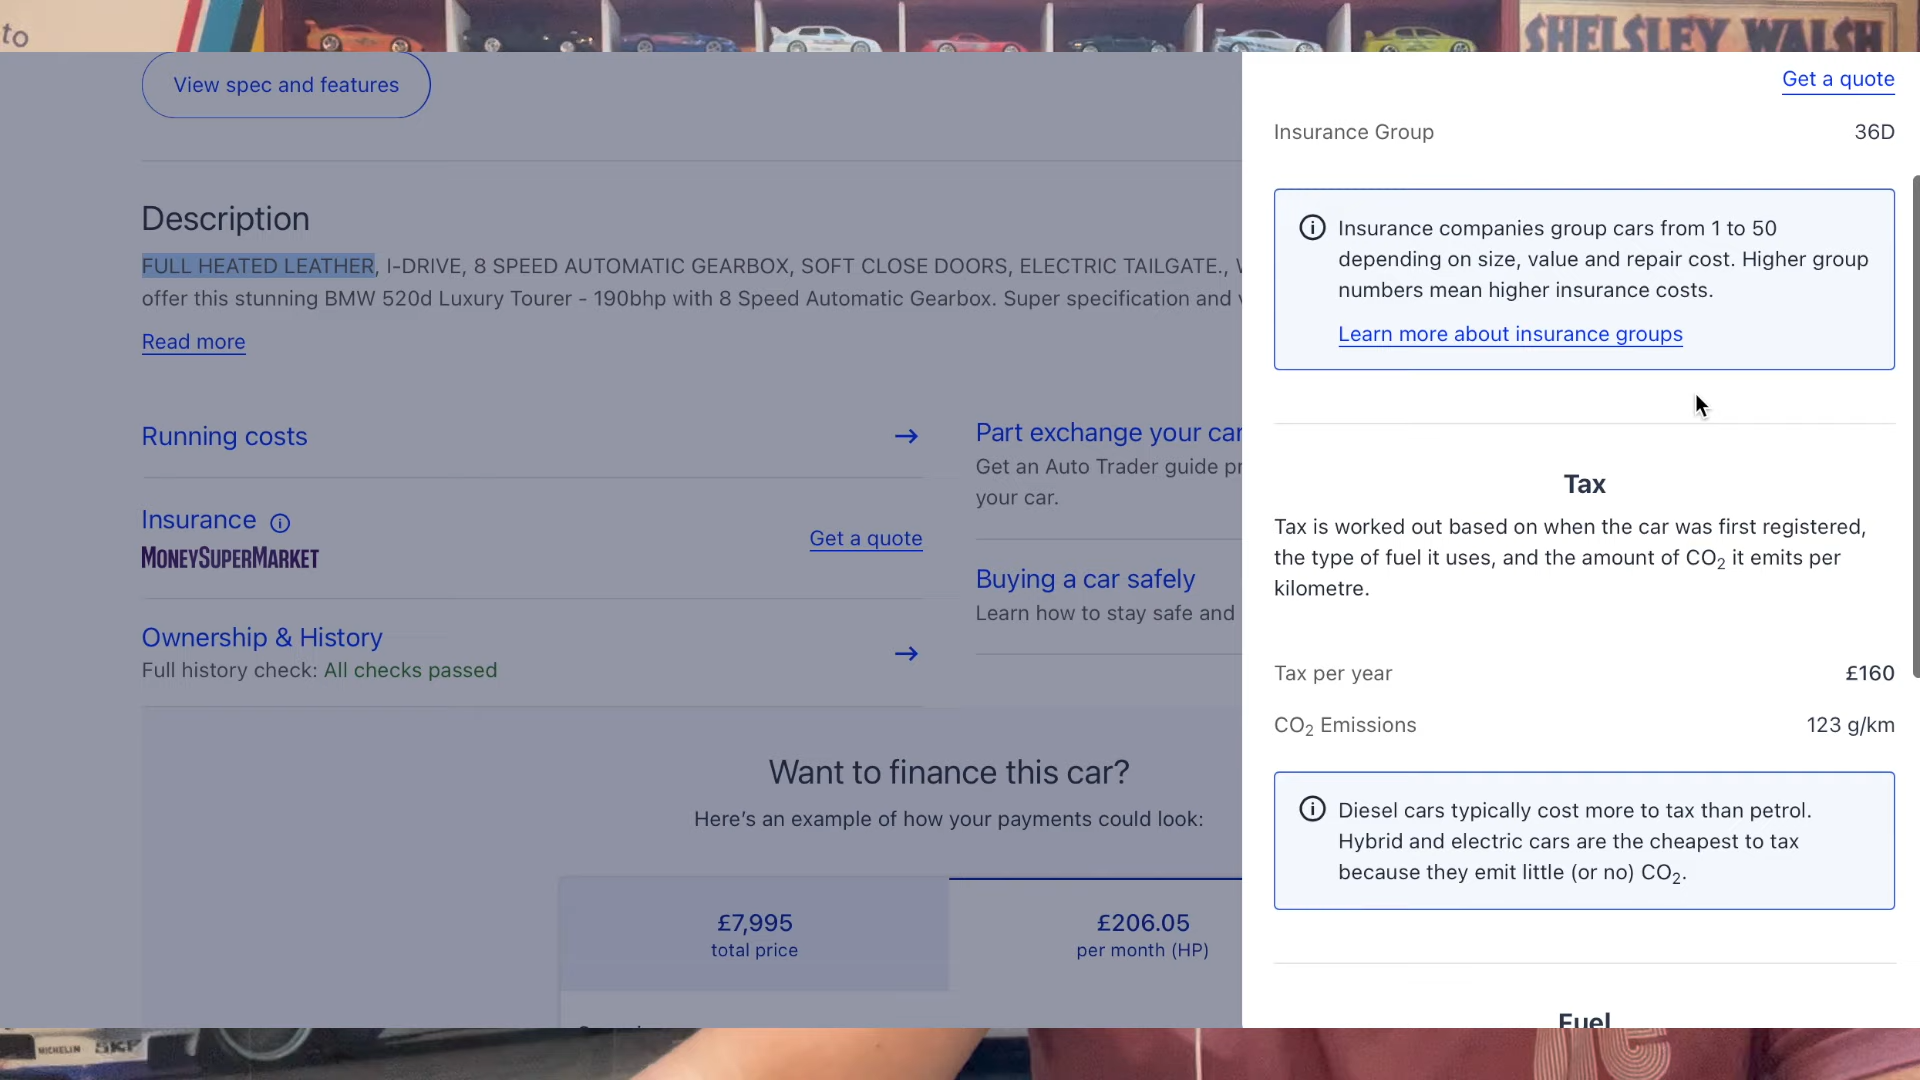 to
SHELSLEY WALSH
View spec and features
Description
FULL HEATED LEATHER, I-DRIVE, 8 SPEED AUTOMATIC GEARBOX, SOFT CLOSE DOORS, ELECTRIC TAILGATE.,
offer this stunning BMW 520d Luxury Tourer - 190bhp with 8 Speed Automatic Gearbox. Super specification and
Read more
Running costs
Insurance
MONEYSUPERMARKET
Get a quote
Ownership & History
Full history check: All checks passed
Part exchange your car
Get an Auto Trader guide
your car.
Buying a car safely
Learn how to stay safe and
Want to finance this car?
Here's an example of how your payments could look:
£7,995
total price
£206.05
per month (HP)
Get a quote
Insurance Group 36D
Insurance companies group cars from 1 to 50
depending on size, value and repair cost. Higher group
numbers mean higher insurance costs.
Learn more about insurance groups
Tax
Tax is worked out based on when the car was first registered,
the type of fuel it uses, and the amount of CO₂ it emits per
kilometre.
Tax per year £160
CO₂ Emissions 123 g/km
Diesel cars typically cost more to tax than petrol.
Hybrid and electric cars are the cheapest to tax
because they emit little (or no) CO₂.
Fuel
MICHELIN SKF